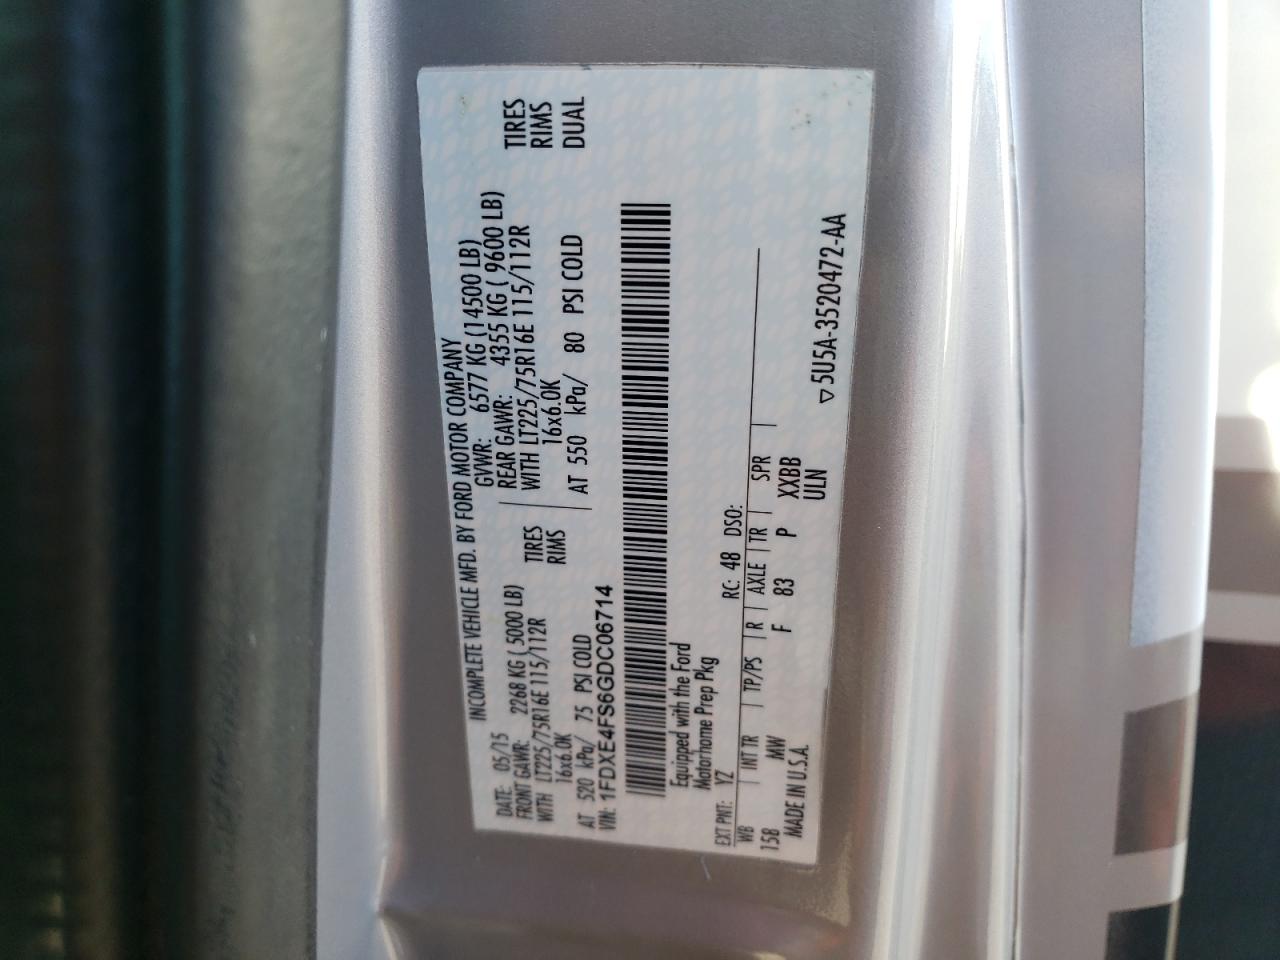 INCOMPLETE VEHICLE MFD. BY FORD MOTOR COMPANY
DATE: 05/15 GVWR: 6577 KG (14500 LB)
FRONT GAWR: 2268 KG ( 5000 LB) REAR GAWR: 4355 KG ( 9600 LB)
WITH LT225/75R16E 115/112R TIRES WITH LT225/75R16E 115/112R TIRES
16x6.0K RIMS 16x6.0K RIMS
AT 520 kPa/ 75 PSI COLD AT 550 kPa/ 80 PSI COLD DUAL
VIN: 1FDXE4FS6GDC06714
Equipped with the Ford
Motorhome Prep Pkg
EXT PNT: YZ RC: 48 DSO:
WB INT TR TP/PS R AXLE TR SPR
158 MW F 83 P XXBB
MADE IN U.S.A. ULN
▽5U5A-3520472-AA